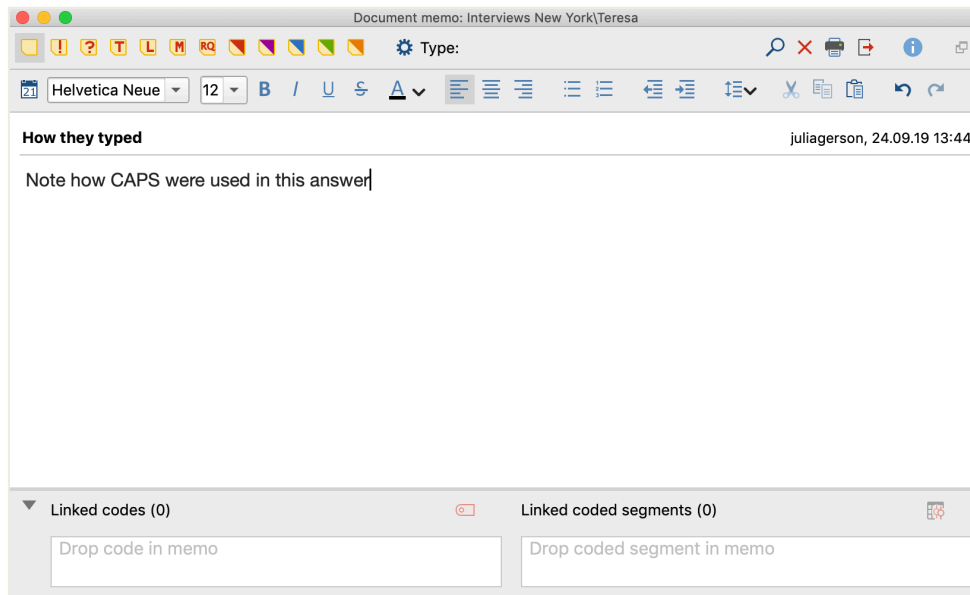 Document memo: Interviews New York\Teresa
! ? T L M RQ Type:
21 Helvetica Neue 12 B I U S A
How they typed juliagerson, 24.09.19 13:44
Note how CAPS were used in this answer
Linked codes (0) Linked coded segments (0)
Drop code in memo Drop coded segment in memo